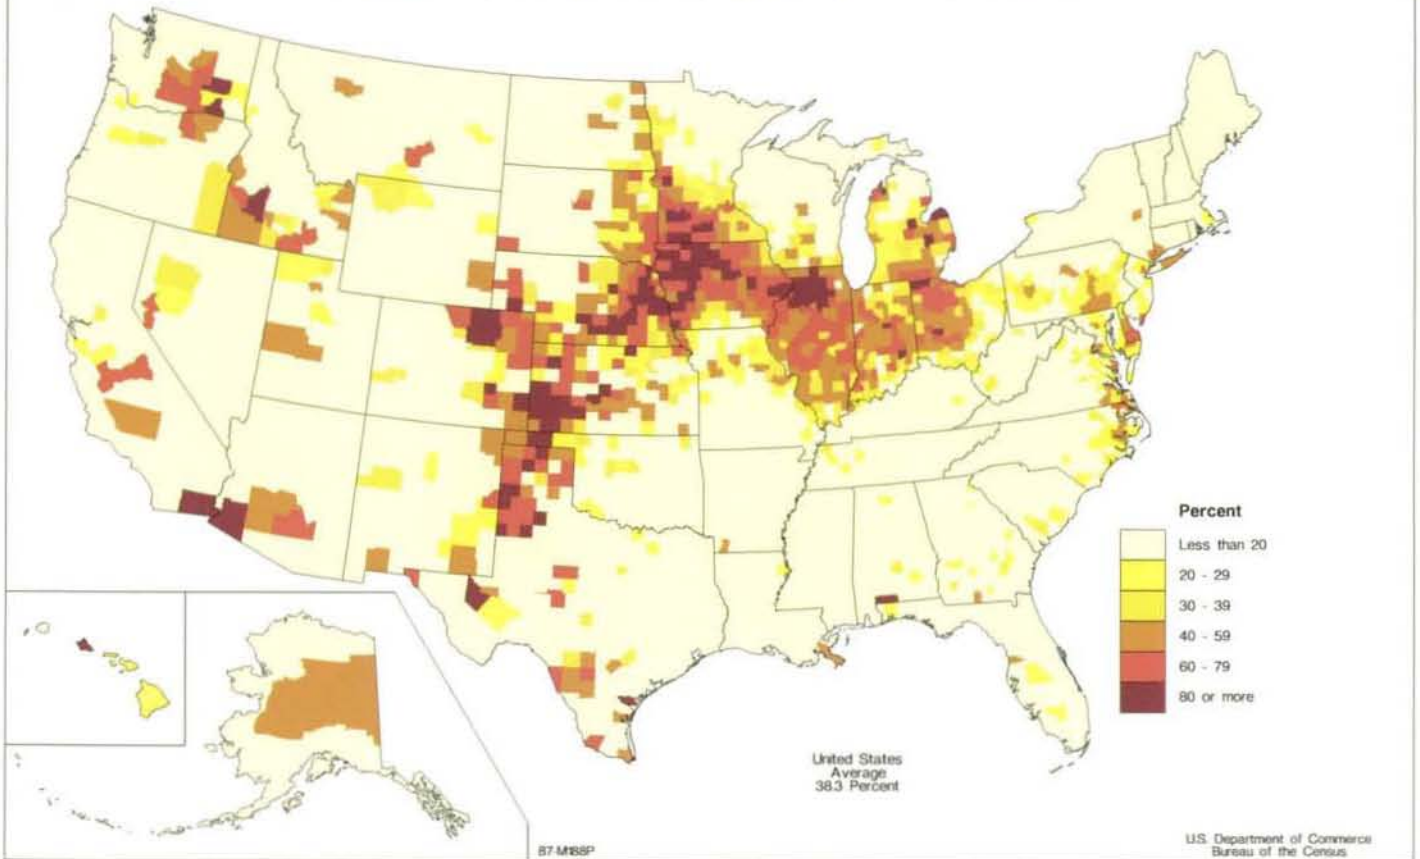 Percent
Less than 20
20 - 29
30 - 39
40 - 59
60 - 79
80 or more
United States
Average
38.3 Percent
87-M188P
U.S. Department of Commerce
Bureau of the Census